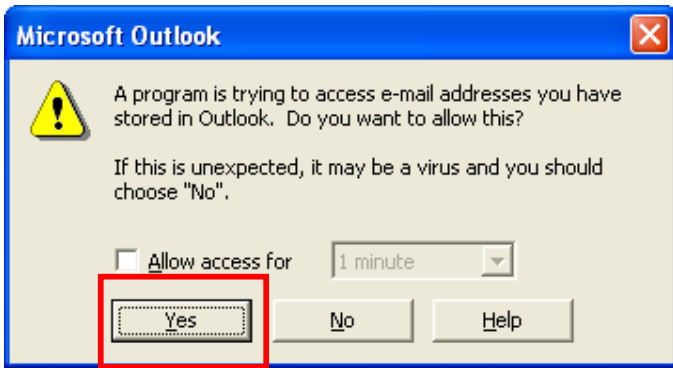 Microsoft Outlook
A program is trying to access e-mail addresses you have
stored in Outlook.  Do you want to allow this?
If this is unexpected, it may be a virus and you should
choose "No".
Allow access for 1 minute
Yes No Help